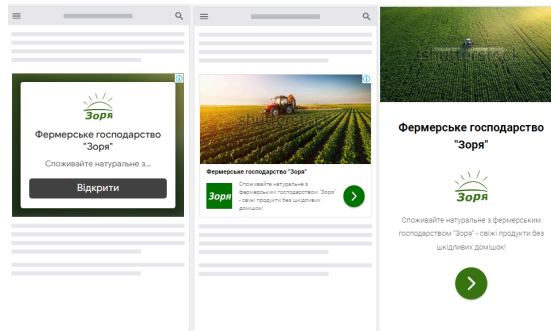 Зоря
Фермерське господарство
"Зоря"
Споживайте натуральне з...
Відкрити
shutterstock
Фермерське господарство "Зоря"
Зоря
Споживайте натуральне з
фермерським господарством "Зоря"
- свіжі продукти без шкідливих
домішок!
shutterstock
Фермерське господарство
"Зоря"
Зоря
Споживайте натуральне з фермерським
господарством "Зоря" - свіжі продукти без
шкідливих домішок!